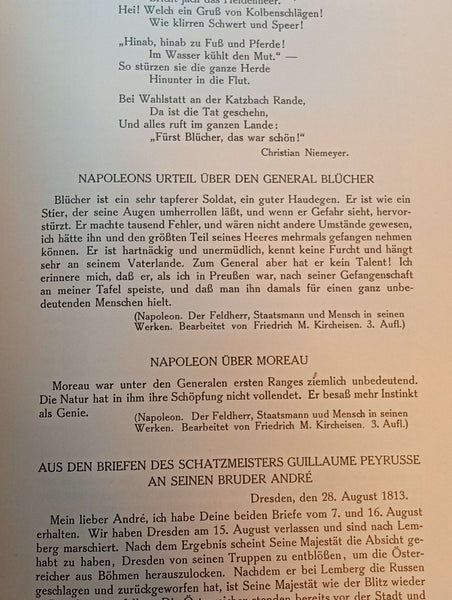 Bricht jach das Heidenheer.
Hei! Welch ein Gruß von Kolbenschlägen!
Wie klirren Schwert und Speer!
„Hinab, hinab zu Fuß und Pferde!
Im Wasser kühlt den Mut.“ —
So stürzen sie die ganze Herde
Hinunter in die Flut.
Bei Wahlstatt an der Katzbach Rande,
Da ist die Tat geschehn,
Und alles ruft im ganzen Lande:
„Fürst Blücher, das war schön!“
Christian Niemeyer.
NAPOLEONS URTEIL ÜBER DEN GENERAL BLÜCHER
Blücher ist ein sehr tapferer Soldat, ein guter Haudegen. Er ist wie ein
Stier, der seine Augen umherrollen läßt, und wenn er Gefahr sieht, hervor-
stürzt. Er machte tausend Fehler, und wären nicht andere Umstände gewesen,
ich hätte ihn und den größten Teil seines Heeres mehrmals gefangen nehmen
können. Er ist hartnäckig und unermüdlich, kennt keine Furcht und hängt
sehr an seinem Vaterlande. Zum General aber hat er kein Talent! Ich
erinnere mich, daß er, als ich in Preußen war, nach seiner Gefangenschaft
an meiner Tafel speiste, und daß man ihn damals für einen ganz unbe-
deutenden Menschen hielt.
(Napoleon. Der Feldherr, Staatsmann und Mensch in seinen
Werken. Bearbeitet von Friedrich M. Kircheisen. 3. Aufl.)
NAPOLEON ÜBER MOREAU
Moreau war unter den Generalen ersten Ranges ziemlich unbedeutend.
Die Natur hat in ihm ihre Schöpfung nicht vollendet. Er besaß mehr Instinkt
als Genie.
(Napoleon. Der Feldherr, Staatsmann uud Mensch in seinen
Werken. Bearbeitet von Friedrich M. Kircheisen. 3. Aufl.)
AUS DEN BRIEFEN DES SCHATZMEISTERS GUILLAUME PEYRUSSE
AN SEINEN BRUDER ANDRÉ
Dresden, den 28. August 1813.
Mein lieber André, ich habe Deine beiden Briefe vom 7. und 16. August
erhalten. Wir haben Dresden am 15. August verlassen und sind nach Lem-
berg marschiert. Nach dem Ergebnis scheint Seine Majestät die Absicht ge-
habt zu haben, Dresden von seinen Truppen zu entblößen, um die Öster-
reicher aus Böhmen herauszulocken. Nachdem er bei Lemberg die Russen
geschlagen und zurückgeworfen hat, ist Seine Majestät wie der Blitz wieder
Die Österreicher standen bereits vor der Stadt und